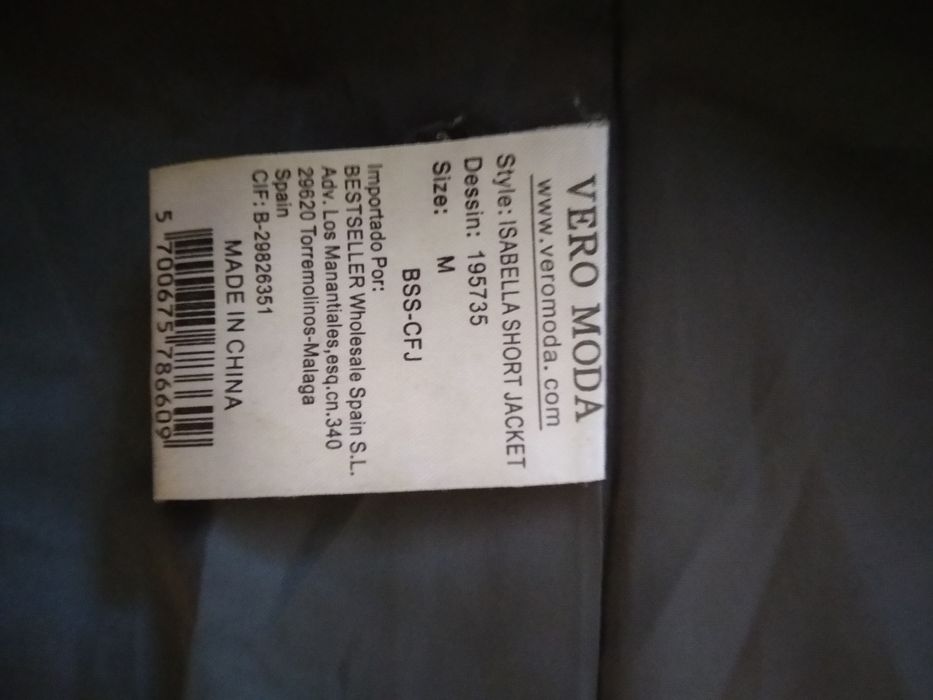 VERO MODA
www.veromoda.com
Style: ISABELLA SHORT JACKET
Dessin: 195735
Size: M
BSS-CFJ
Importado Por:
BESTSELLER Wholesale Spain S.L.
Adv. Los Manantiales,esq.cn.340
29620 Torremolinos-Malaga
Spain
CIF: B-29826351
MADE IN CHINA
5 700675 786609